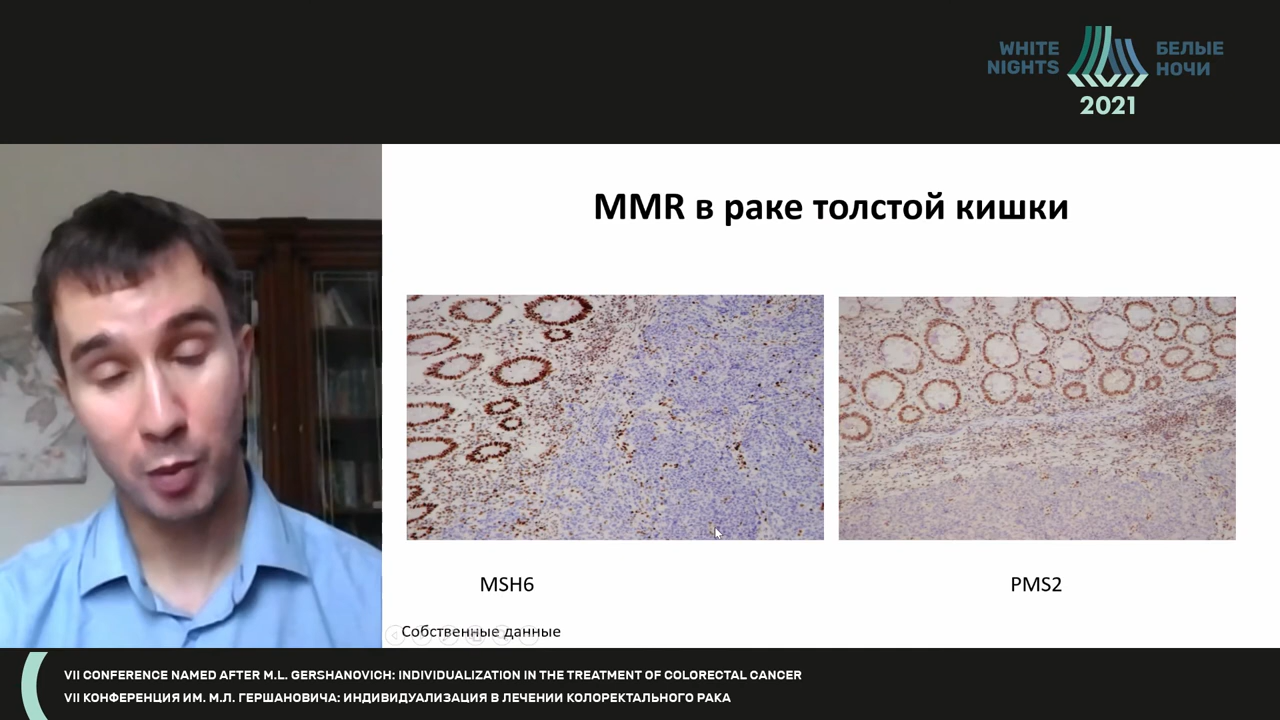 WHITE
NIGHTS
БЕЛЫЕ
НОЧИ
2021
MMR в раке толстой кишки
MSH6
PMS2
Собственные данные
VII CONFERENCE NAMED AFTER M.L. GERSHANOVICH: INDIVIDUALIZATION IN THE TREATMENT OF COLORECTAL CANCER
VII КОНФЕРЕНЦИЯ ИМ. М.Л. ГЕРШАНОВИЧА: ИНДИВИДУАЛИЗАЦИЯ В ЛЕЧЕНИИ КОЛОРЕКТАЛЬНОГО РАКА